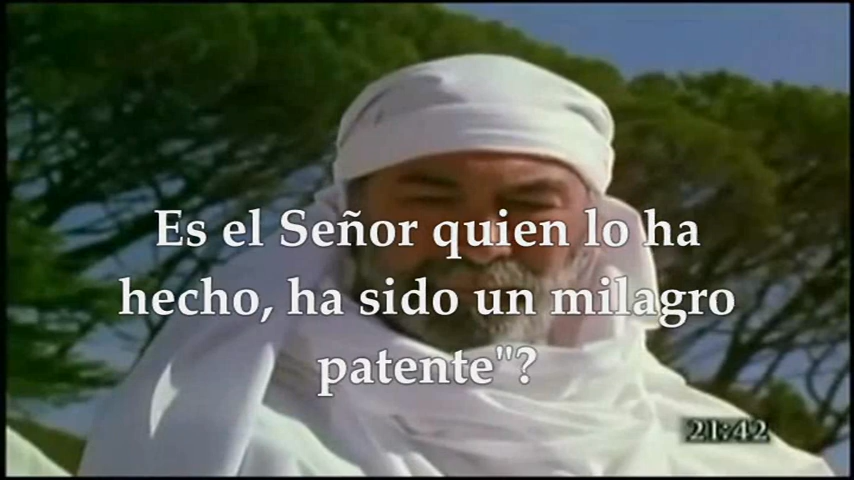 Es el Señor quien lo ha
hecho, ha sido un milagro
patente"?
21:42